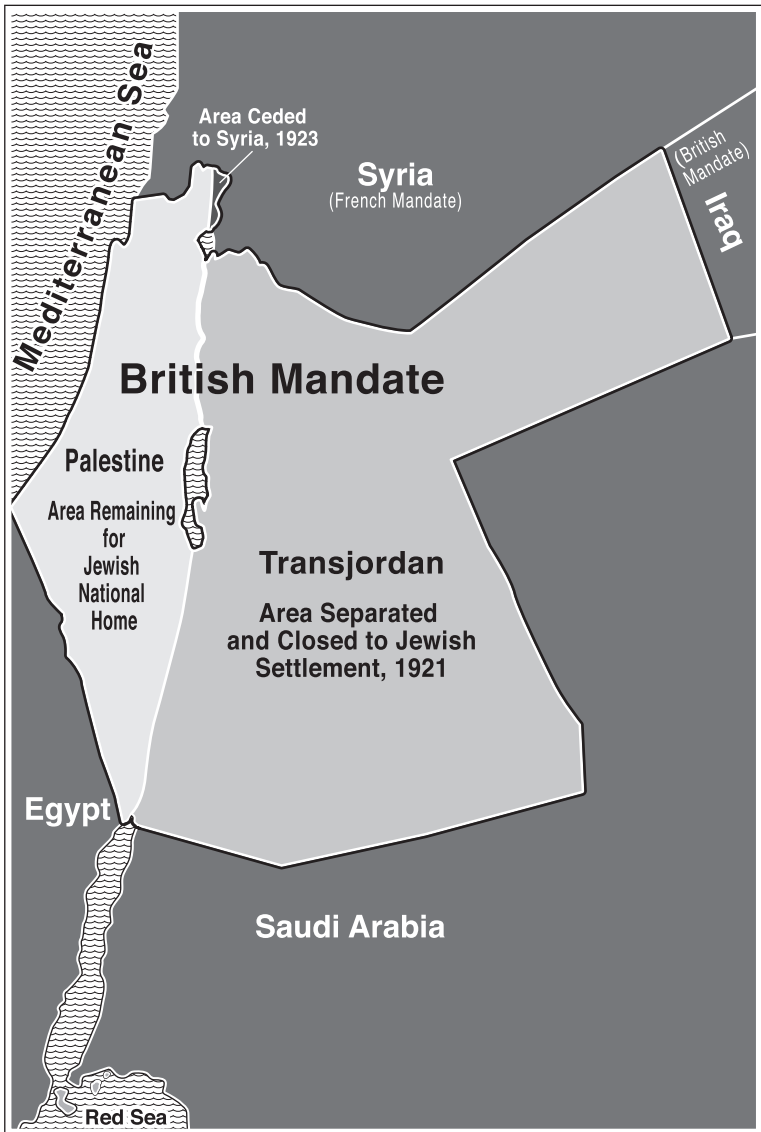 Mediterranean Sea
Area Ceded
to Syria, 1923
Syria
(French Mandate)
(British
Mandate)
Iraq
British Mandate
Palestine
Area Remaining
for
Jewish
National
Home
Transjordan
Area Separated
and Closed to Jewish
Settlement, 1921
Egypt
Saudi Arabia
Red Sea